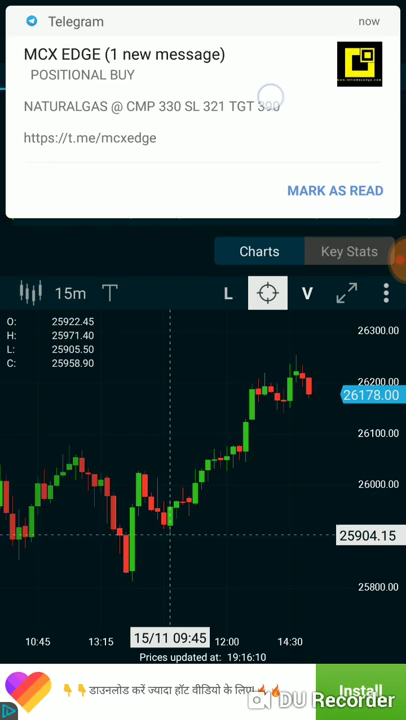 Telegram
now
MCX EDGE (1 new message)
POSITIONAL BUY
NATURALGAS @ CMP 330 SL 321 TGT 390
https://t.me/mcxedge
MARK AS READ
Charts
Key Stats
15m
L
V
O: 25922.45
H: 25971.40
L: 25905.50
C: 25958.90
26300.00
26200.00
26178.00
26100.00
26000.00
25904.15
25800.00
10:45
13:15
15/11 09:45
12:00
14:30
Prices updated at: 19:16:10
👇👇डाउनलोड करें ज्यादा हॉट वीडियो के लिए🔥🔥
Install
DU Recorder